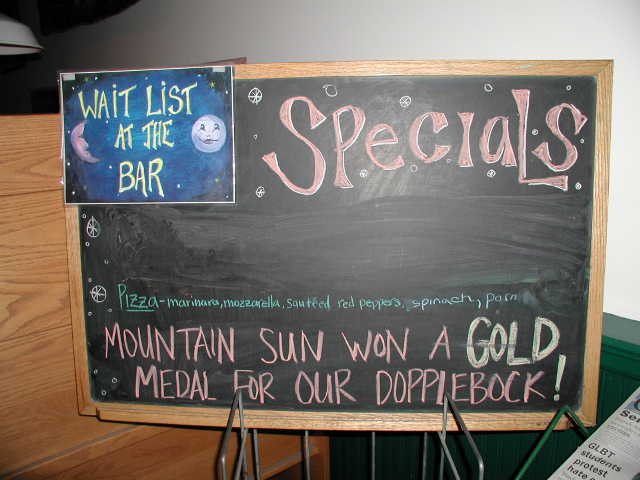 WAIT LIST
AT THE
BAR
Specials
Pizza - marinara, mozzarella, sautéed red peppers, spinach, parm
MOUNTAIN SUN WON A GOLD
MEDAL FOR OUR DOPPLEBOCK!
GLBT
students
protest
hate